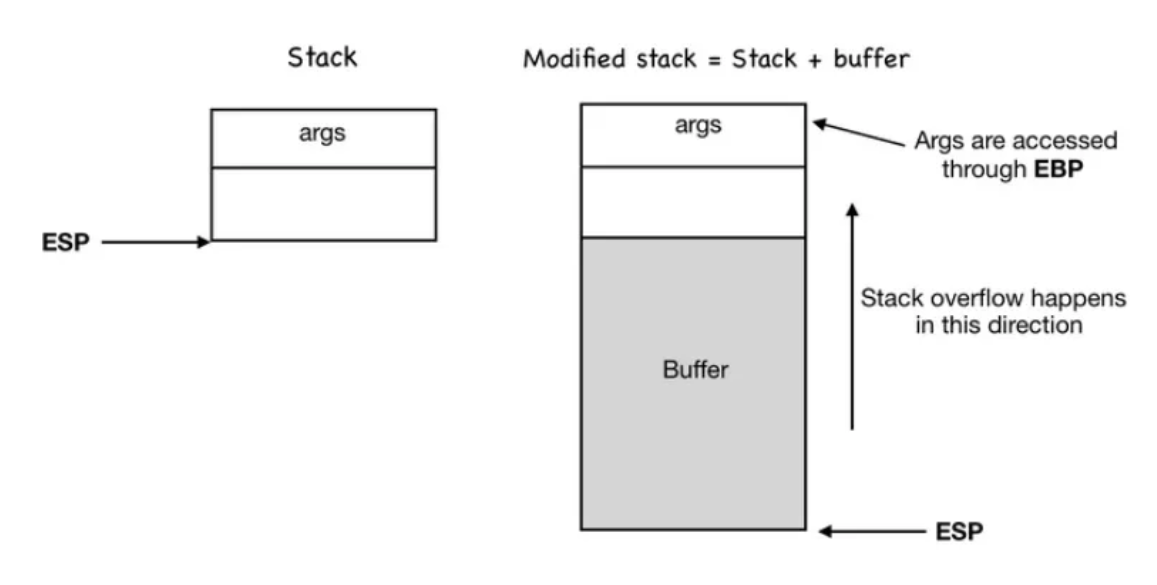 Stack
Modified stack = Stack + buffer
args
ESP
args
Args are accessed
through EBP
Stack overflow happens
in this direction
Buffer
ESP